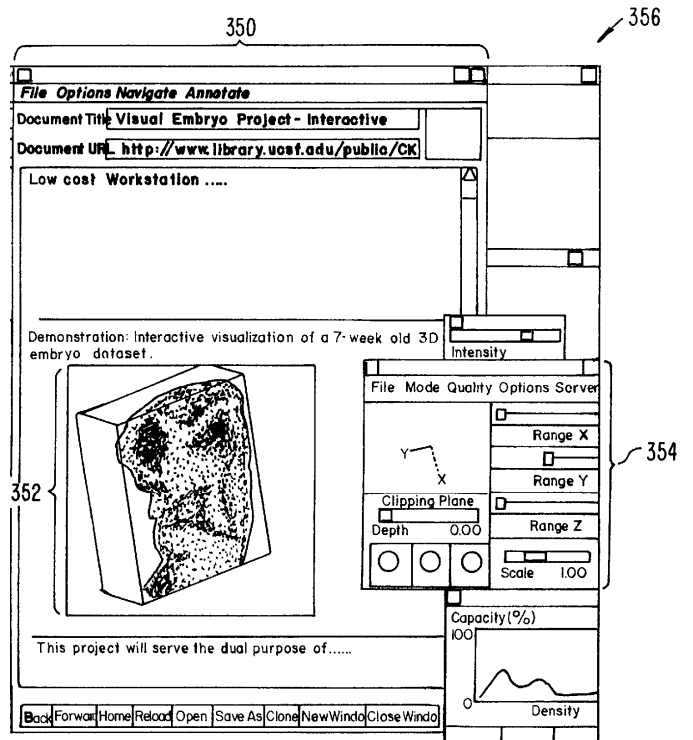 350
356
File Options Navigate Annotate
Document Title Visual Embryo Project - Interactive
Document URL http://www.library.ucsf.adu/public/CK
Low cost Workstation .....
Demonstration: Interactive visualization of a 7-week old 3D
embryo dataset.
Intensity
File Mode Quality Options Server
Range X
Y
X
Range Y
354
352
Clipping Plane
Depth 0.00
Range Z
Scale 1.00
Capacity (%)
100
0
Density
This project will serve the dual purpose of......
Back Forward Home Reload Open Save As Clone New Windo Close Windo